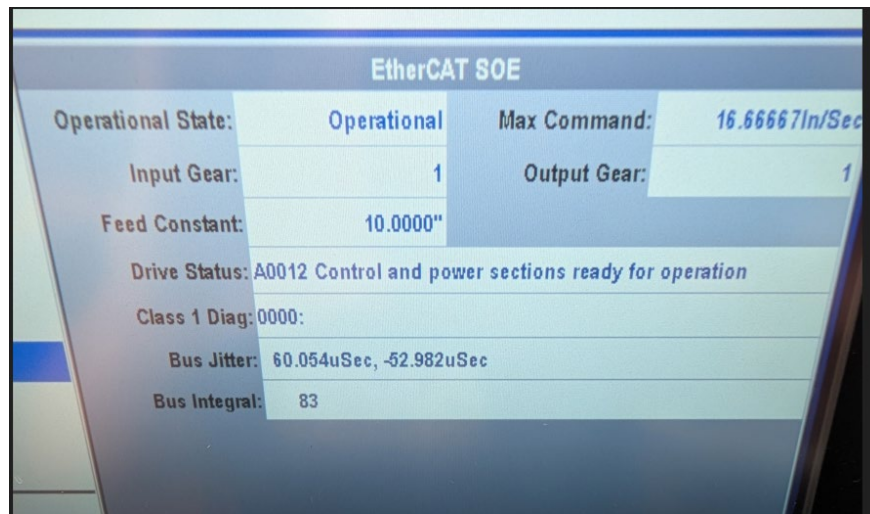 EtherCAT SOE
Operational State: Operational Max Command: 16.66667In/Sec
Input Gear: 1 Output Gear: 1
Feed Constant: 10.0000"
Drive Status: A0012 Control and power sections ready for operation
Class 1 Diag: 0000:
Bus Jitter: 60.054uSec, -52.982uSec
Bus Integral: 83